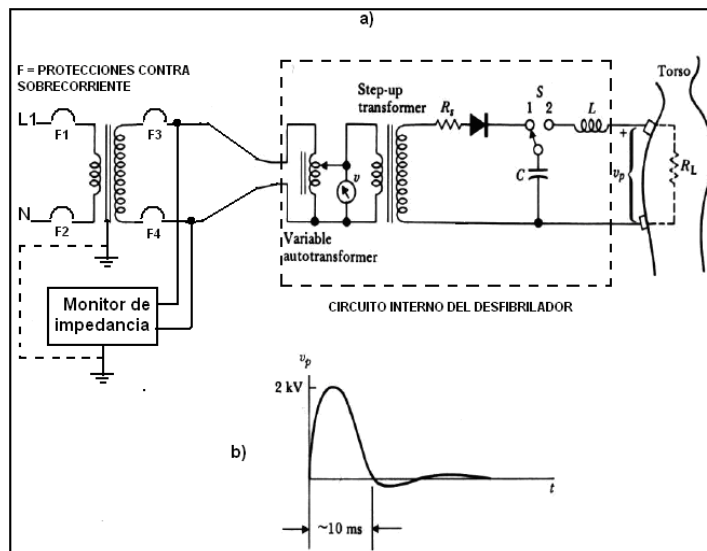 a)
F = PROTECCIONES CONTRA
SOBRECORRIENTE
L1
F1
F3
N
F2
F4
Monitor de
impedancia
Step-up
transformer
Rs
S
1 2
L
Torso
+
v
C
vp
RL
Variable
autotransformer
CIRCUITO INTERNO DEL DESFIBRILADOR
b)
vp
2 kV
t
~10 ms